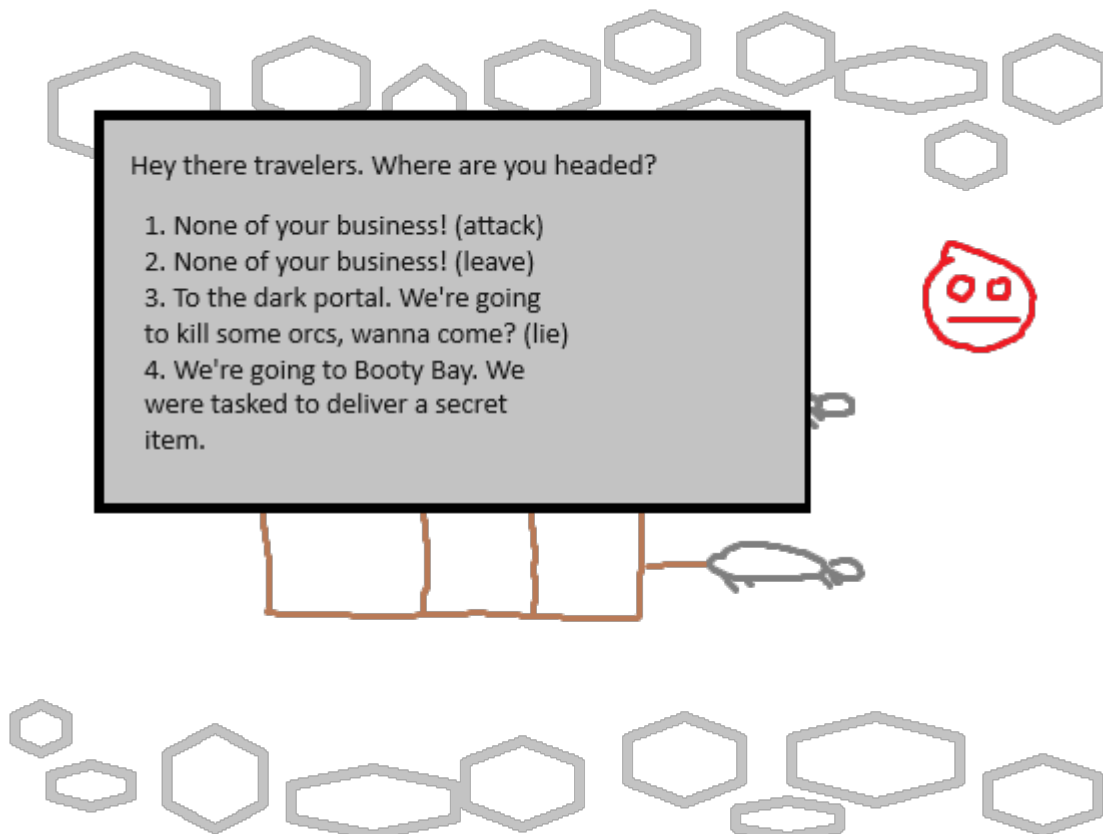 Hey there travelers. Where are you headed?
1. None of your business! (attack)
2. None of your business! (leave)
3. To the dark portal. We're going
to kill some orcs, wanna come? (lie)
4. We're going to Booty Bay. We
were tasked to deliver a secret
item.